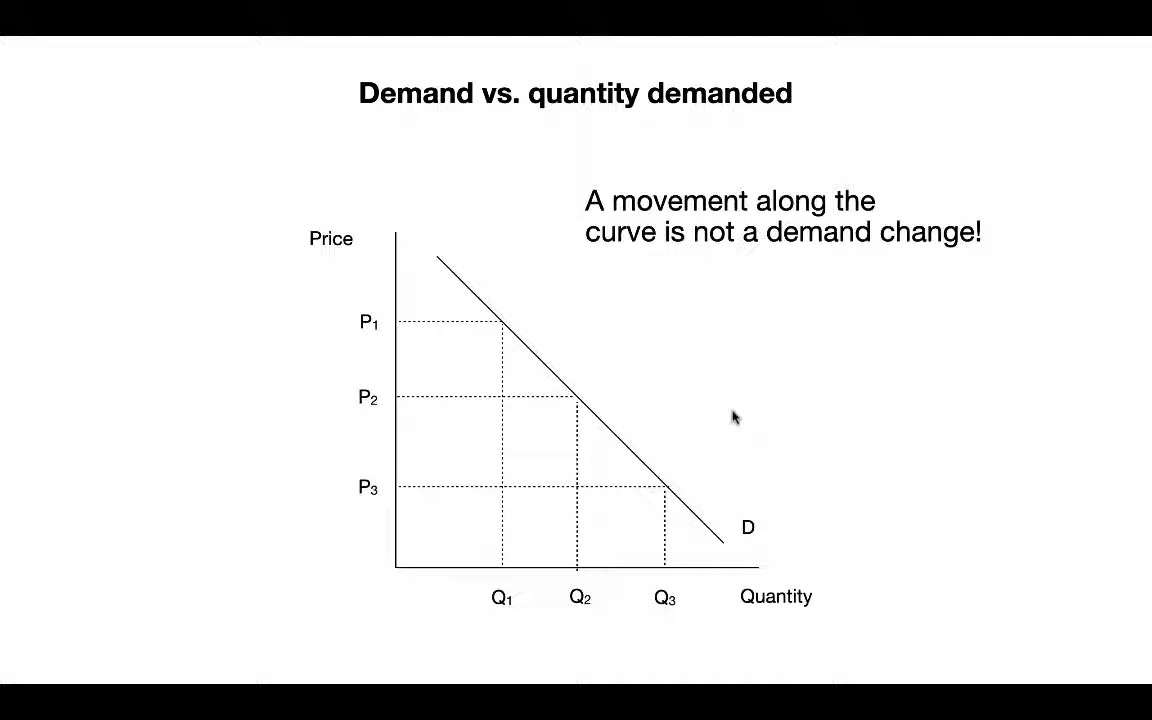 Demand vs. quantity demanded
A movement along the
curve is not a demand change!
Price
P₁
P₂
P₃
D
Q₁ Q₂ Q₃ Quantity